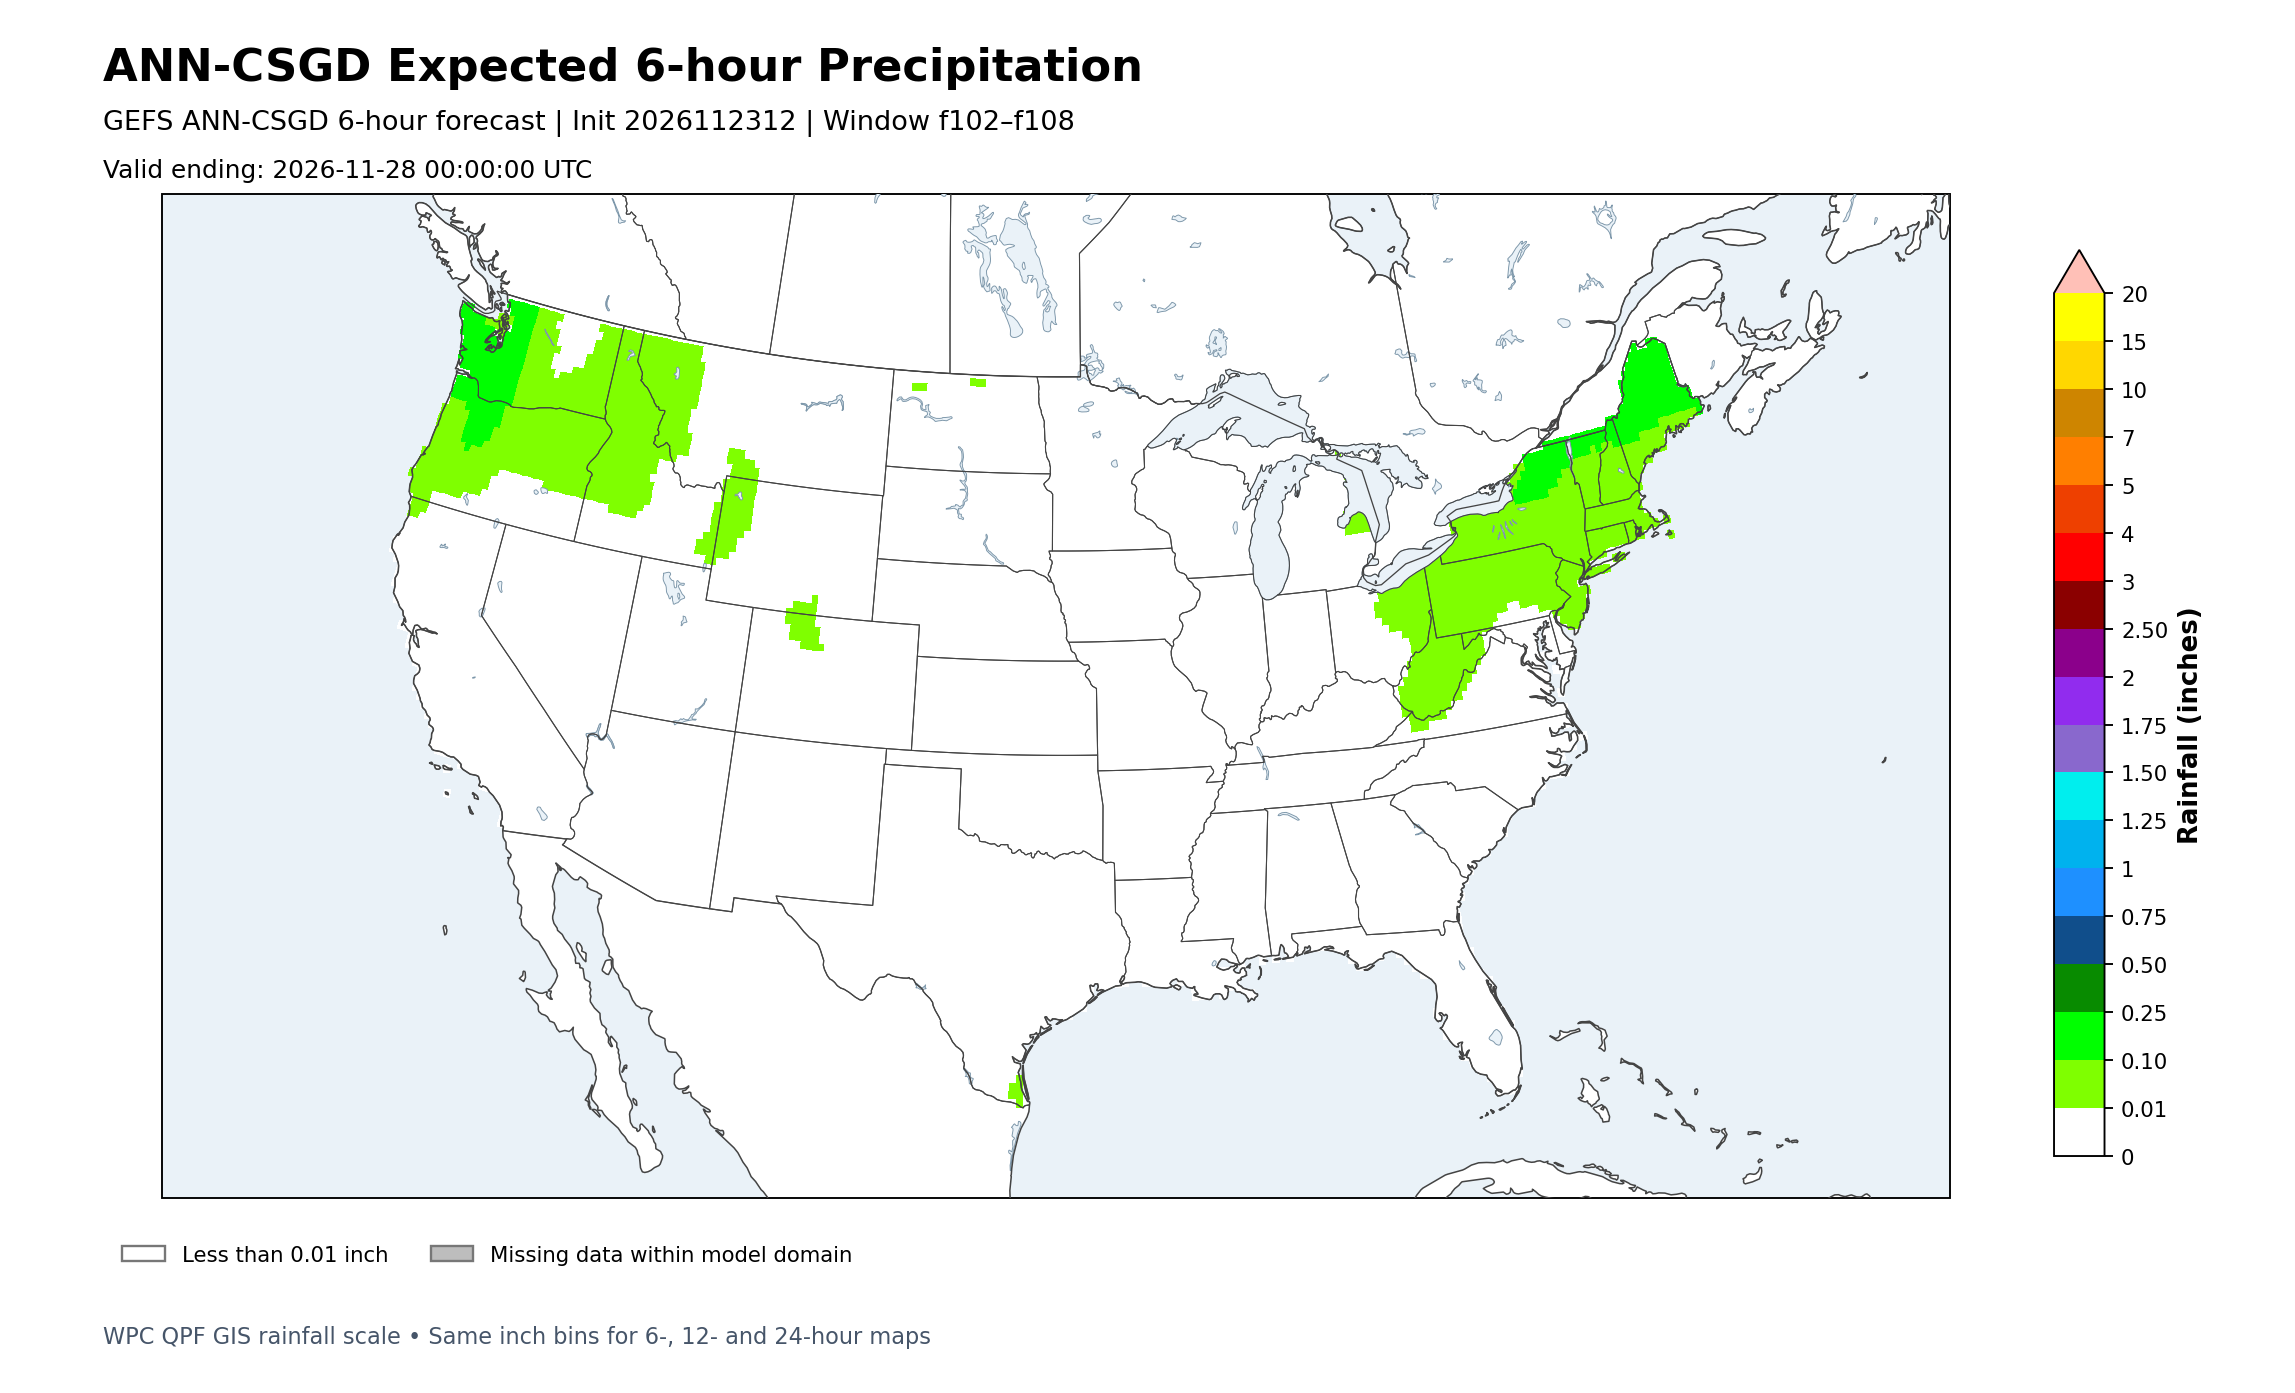 ANN-CSGD Expected 6-hour Precipitation
GEFS ANN-CSGD 6-hour forecast | Init 2026112312 | Window f102–f108
Valid ending: 2026-11-28 00:00:00 UTC
20
15
10
7
5
4
3
2.50
2
1.75
1.50
1.25
1
0.75
0.50
0.25
0.10
0.01
0
Rainfall (inches)
Less than 0.01 inch
Missing data within model domain
WPC QPF GIS rainfall scale • Same inch bins for 6-, 12- and 24-hour maps